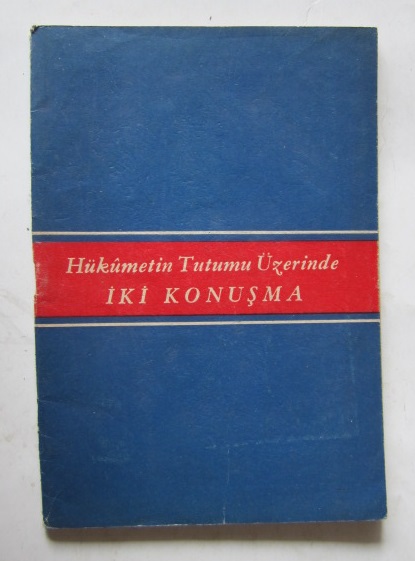 Hükûmetin Tutumu Üzerinde
İKİ KONUŞMA